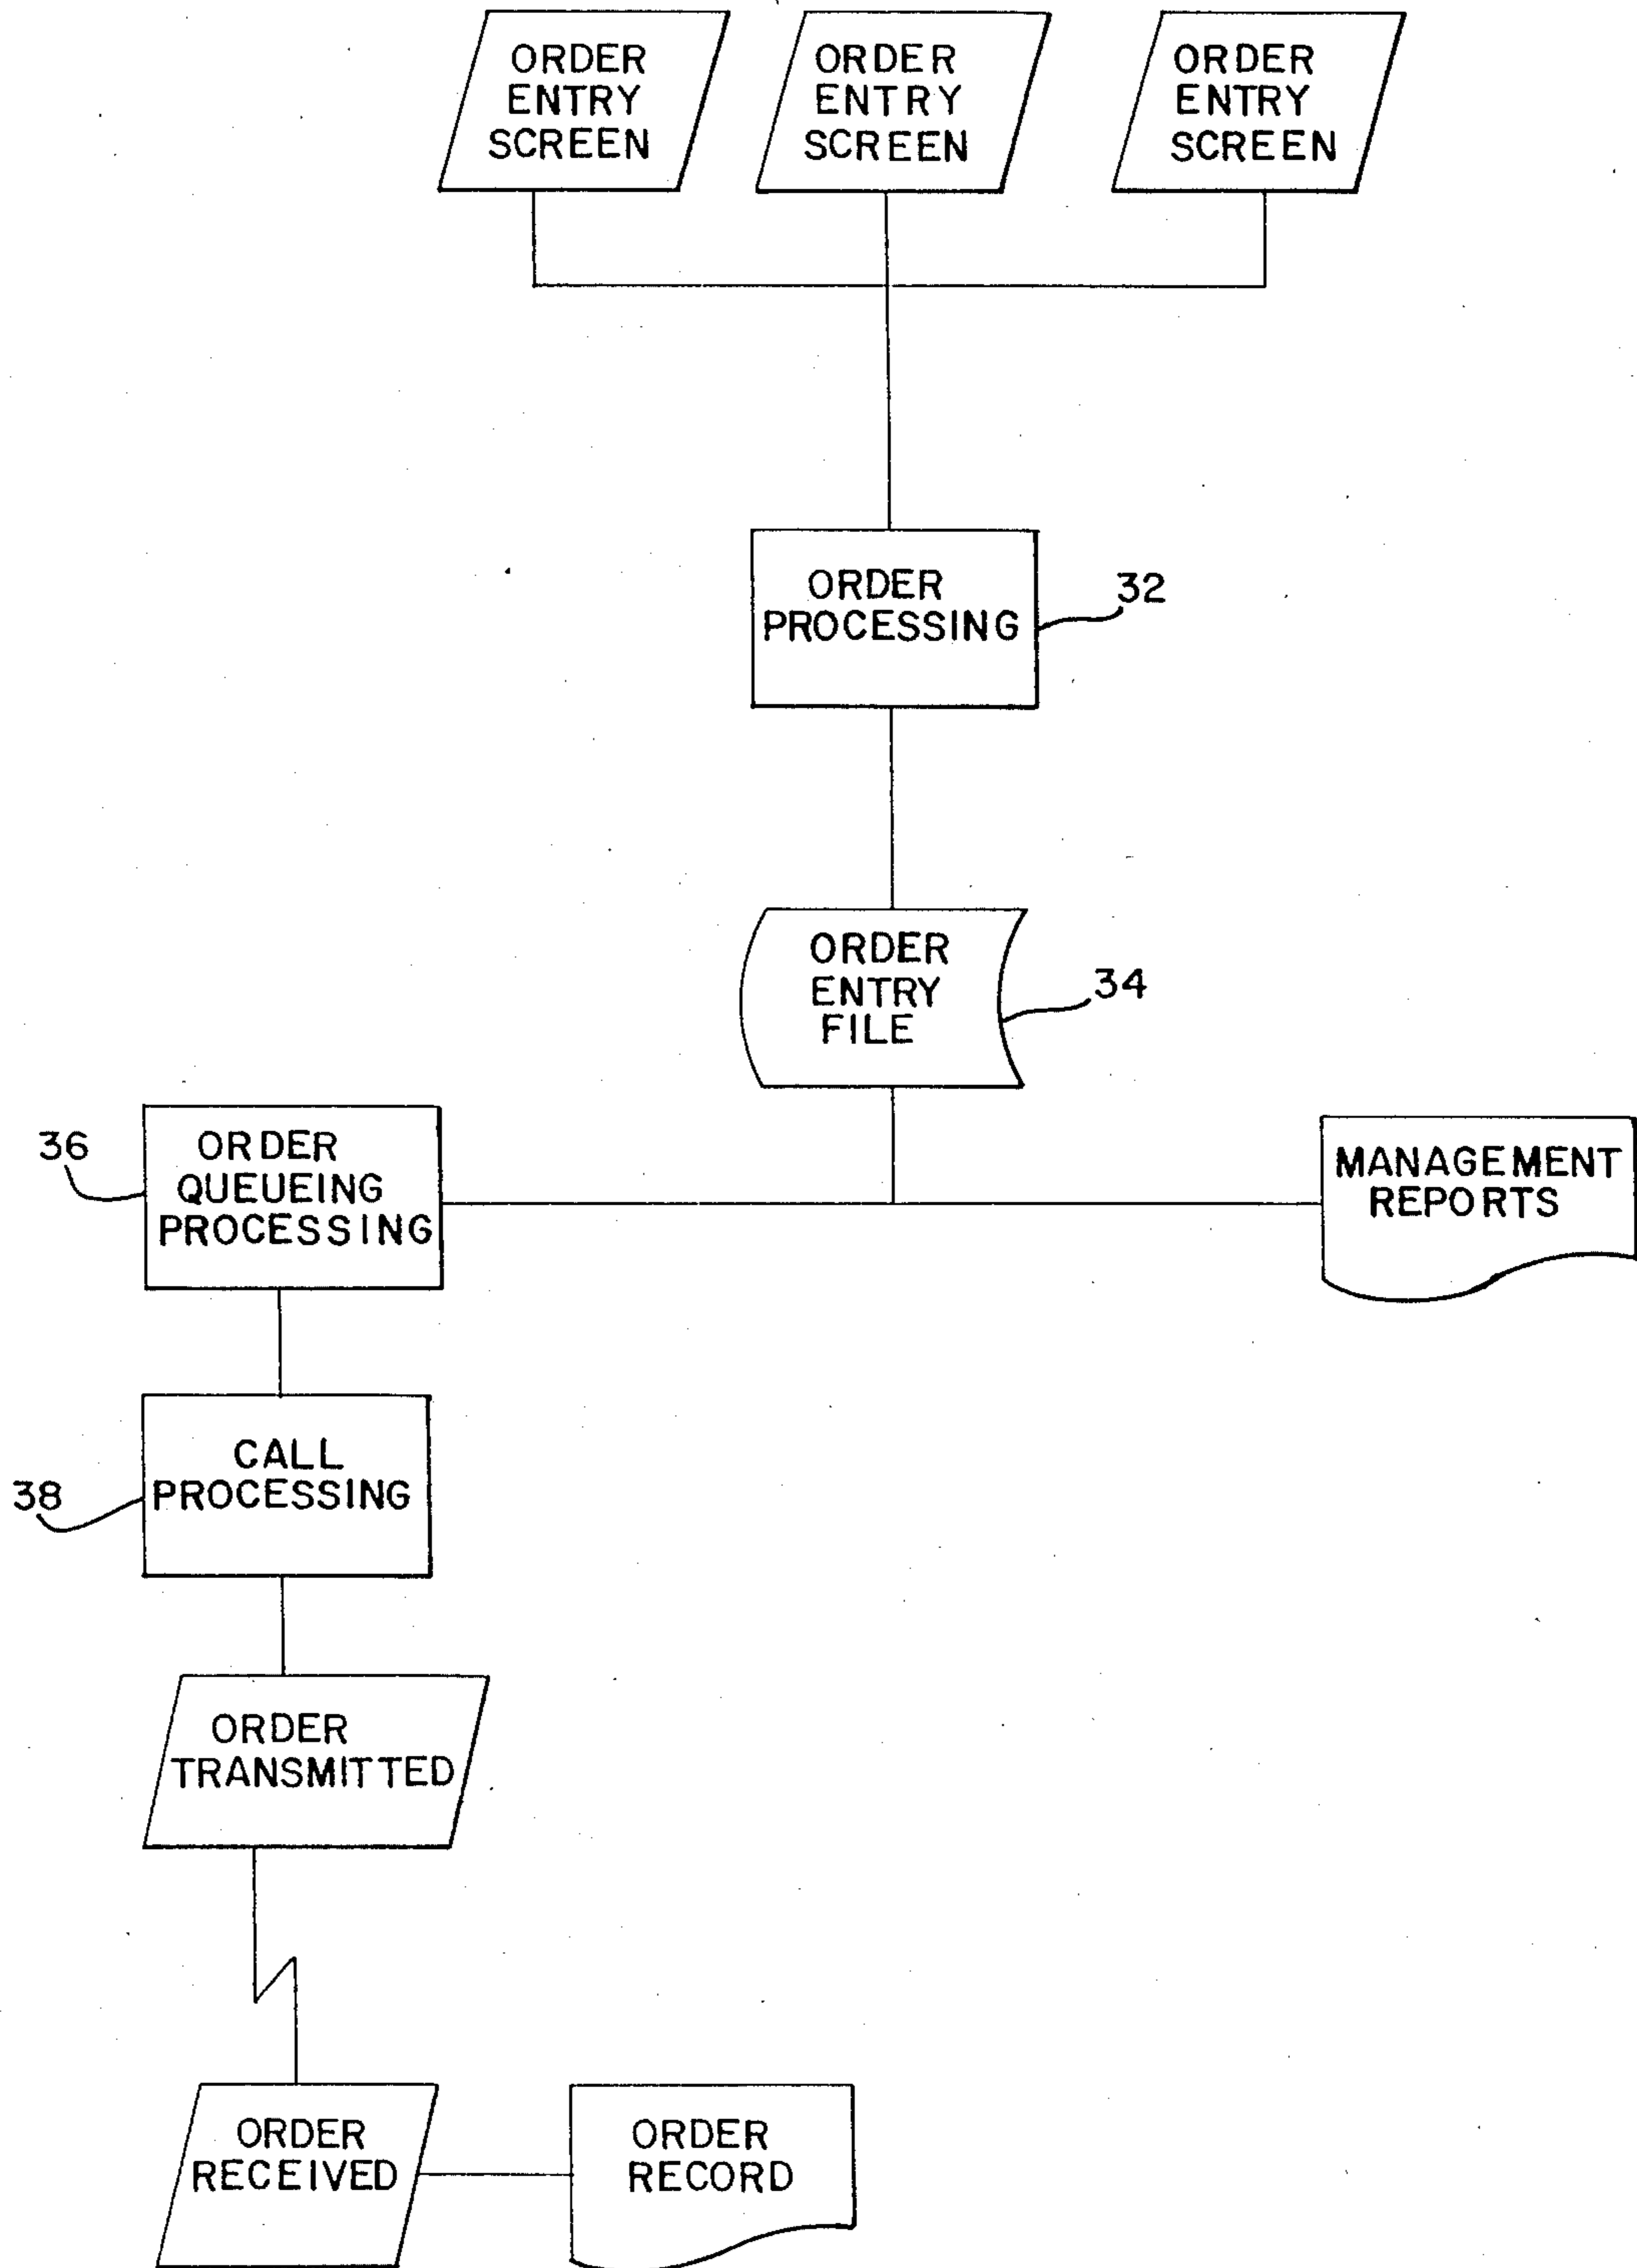 ORDER
ENTRY
SCREEN
ORDER
ENTRY
SCREEN
ORDER
ENTRY
SCREEN
ORDER
PROCESSING
32
ORDER
ENTRY
FILE
34
36
ORDER
QUEUEING
PROCESSING
MANAGEMENT
REPORTS
CALL
PROCESSING
38
ORDER
TRANSMITTED
ORDER
RECEIVED
ORDER
RECORD